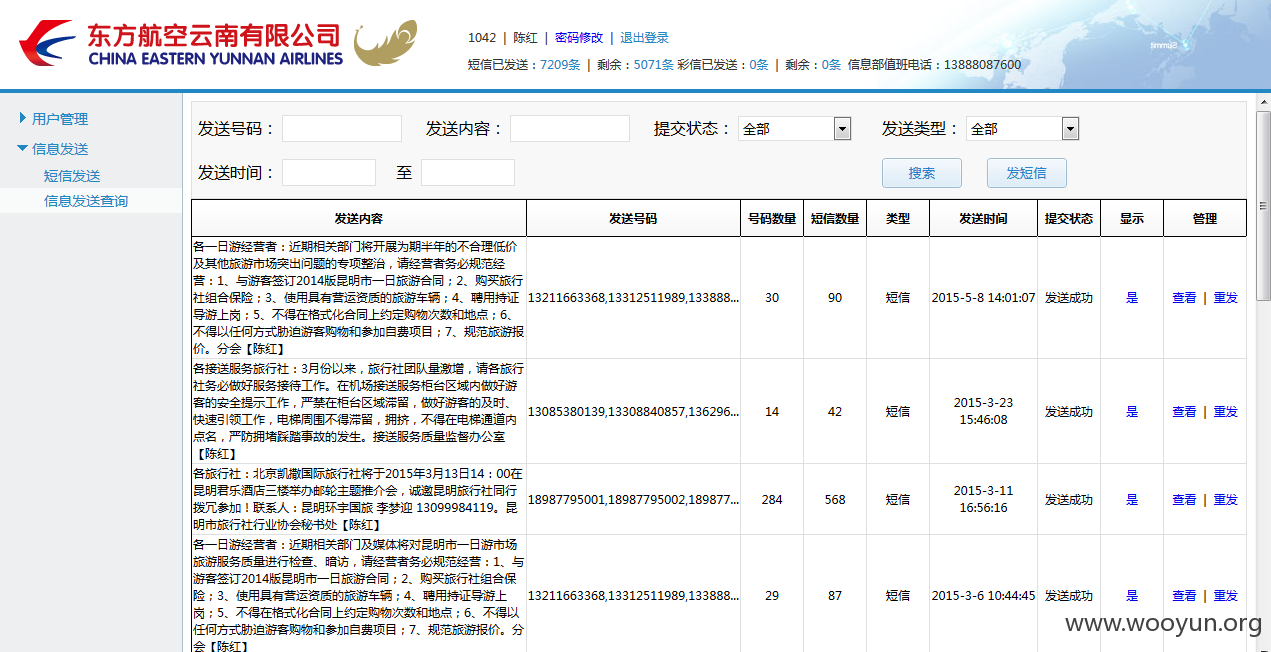 东方航空云南有限公司
CHINA EASTERN YUNNAN AIRLINES
1042 | 陈红 | 密码修改 | 退出登录
短信已发送：7209条 | 剩余：5071条 彩信已发送：0条 | 剩余：0条 信息部值班电话：13888087600
用户管理
信息发送
短信发送
信息发送查询
发送号码： 发送内容： 提交状态： 全部 发送类型： 全部
发送时间： 至 搜索 发短信
发送内容 发送号码 号码数量 短信数量 类型 发送时间 提交状态 显示 管理
各一日游经营者：近期相关部门将开展为期半年的不合理低价
及其他旅游市场突出问题的专项整治，请经营者务必规范经
营：1、与游客签订2014版昆明市一日旅游合同；2、购买旅行
社组合保险；3、使用具有营运资质的旅游车辆；4、聘用持证
导游上岗；5、不得在格式化合同上约定购物次数和地点；6、
不得以任何方式胁迫游客购物和参加自费项目；7、规范旅游报
价。分会【陈红】
13211663368,13312511989,133888... 30 90 短信 2015-5-8 14:01:07 发送成功 是 查看 | 重发
各接送服务旅行社：3月份以来，旅行社团队量激增，请各旅行
社务必做好服务接待工作。在机场接送服务柜台区域内做好游
客的安全提示工作，严禁在柜台区域滞留，做好游客的及时、
快速引领工作，电梯周围不得滞留，拥挤，不得在电梯通道内
点名，严防拥堵踩踏事故的发生。接送服务质量监督办公室
【陈红】
13085380139,13308840857,136296... 14 42 短信 2015-3-23
15:46:08 发送成功 是 查看 | 重发
各旅行社：北京凯撒国际旅行社将于2015年3月13日14：00在
昆明君乐酒店三楼举办邮轮主题推介会，诚邀昆明旅行社同行
拨冗参加！联系人：昆明环宇国旅 李梦迎 13099984119。昆
明市旅行社行业协会秘书处【陈红】
18987795001,18987795002,189877... 284 568 短信 2015-3-11
16:56:16 发送成功 是 查看 | 重发
各一日游经营者：近期相关部门及媒体将对昆明市一日游市场
旅游服务质量进行检查、暗访，请经营者务必规范经营：1、与
游客签订2014版昆明市一日旅游合同；2、购买旅行社组合保
险；3、使用具有营运资质的旅游车辆；4、聘用持证导游上
岗；5、不得在格式化合同上约定购物次数和地点；6、不得以
任何方式胁迫游客购物和参加自费项目；7、规范旅游报价。分
会【陈红】
13211663368,13312511989,133888... 29 87 短信 2015-3-6 10:44:45 发送成功 是 查看 | 重发
www.wooyun.org